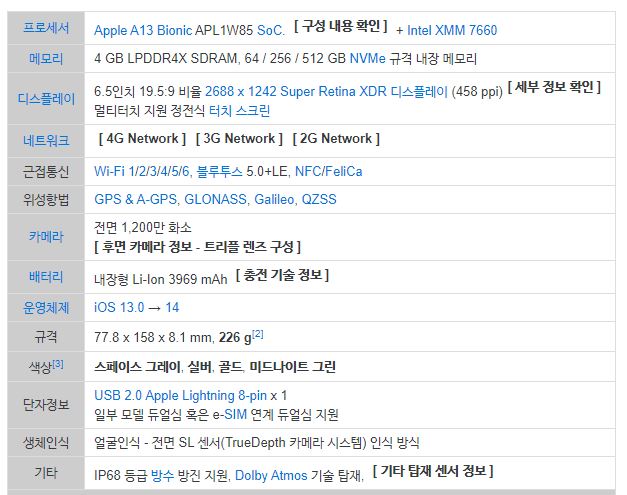 프로세서
Apple A13 Bionic APL1W85 SoC. [ 구성 내용 확인 ] + Intel XMM 7660
메모리
4 GB LPDDR4X SDRAM, 64 / 256 / 512 GB NVMe 규격 내장 메모리
디스플레이
6.5인치 19.5:9 비율 2688 x 1242 Super Retina XDR 디스플레이 (458 ppi) [ 세부 정보 확인 ]
멀티터치 지원 정전식 터치 스크린
네트워크
[ 4G Network ] [ 3G Network ] [ 2G Network ]
근접통신
Wi-Fi 1/2/3/4/5/6, 블루투스 5.0+LE, NFC/FeliCa
위성항법
GPS & A-GPS, GLONASS, Galileo, QZSS
카메라
전면 1,200만 화소
[ 후면 카메라 정보 - 트리플 렌즈 구성 ]
배터리
내장형 Li-Ion 3969 mAh [ 충전 기술 정보 ]
운영체제
iOS 13.0 → 14
규격
77.8 x 158 x 8.1 mm, 226 g[2]
색상[3]
스페이스 그레이, 실버, 골드, 미드나이트 그린
단자정보
USB 2.0 Apple Lightning 8-pin x 1
일부 모델 듀얼심 혹은 e-SIM 연계 듀얼심 지원
생체인식
얼굴인식 - 전면 SL 센서(TrueDepth 카메라 시스템) 인식 방식
기타
IP68 등급 방수 방진 지원, Dolby Atmos 기술 탑재, [ 기타 탑재 센서 정보 ]